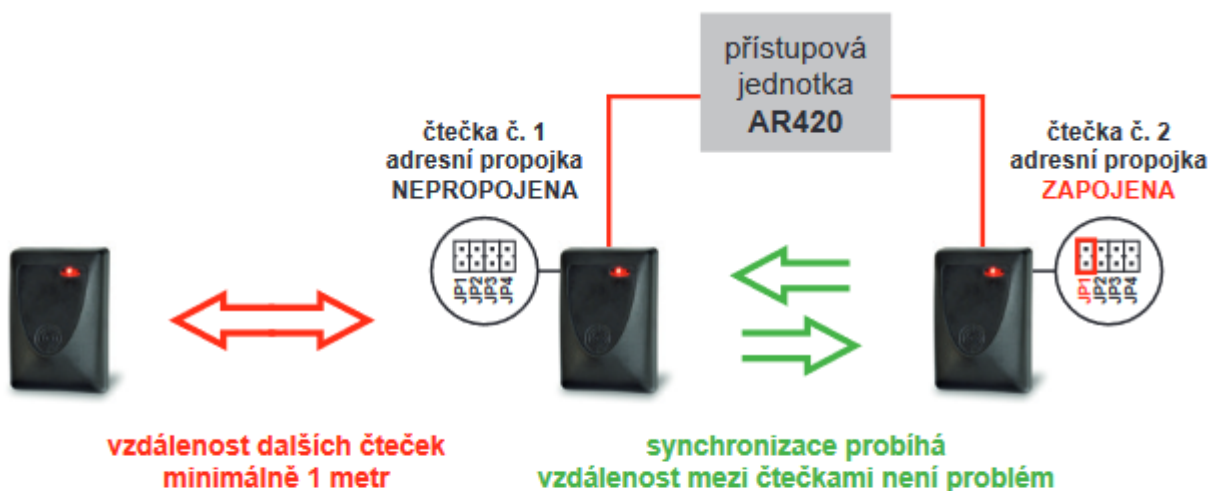 přístupová
jednotka
AR420
čtečka č. 1
adresní propojka
NEPROPOJENA
čtečka č. 2
adresní propojka
ZAPOJENA
JP1
JP2
JP3
JP4
JP1
JP2
JP3
JP4
vzdálenost dalších čteček
minimálně 1 metr
synchronizace probíhá
vzdálenost mezi čtečkami není problém